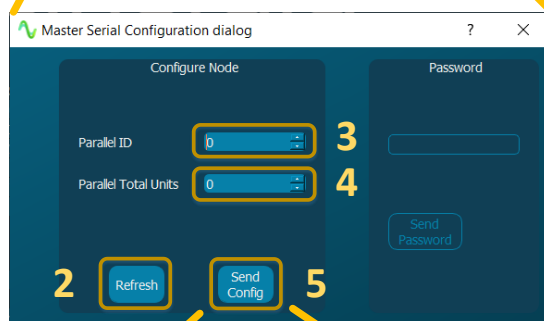 Master Serial Configuration dialog ? ×
Configure Node
Password
Parallel ID 0 3
Parallel Total Units 0 4
Send
Password
2 Refresh
Send
Config 5